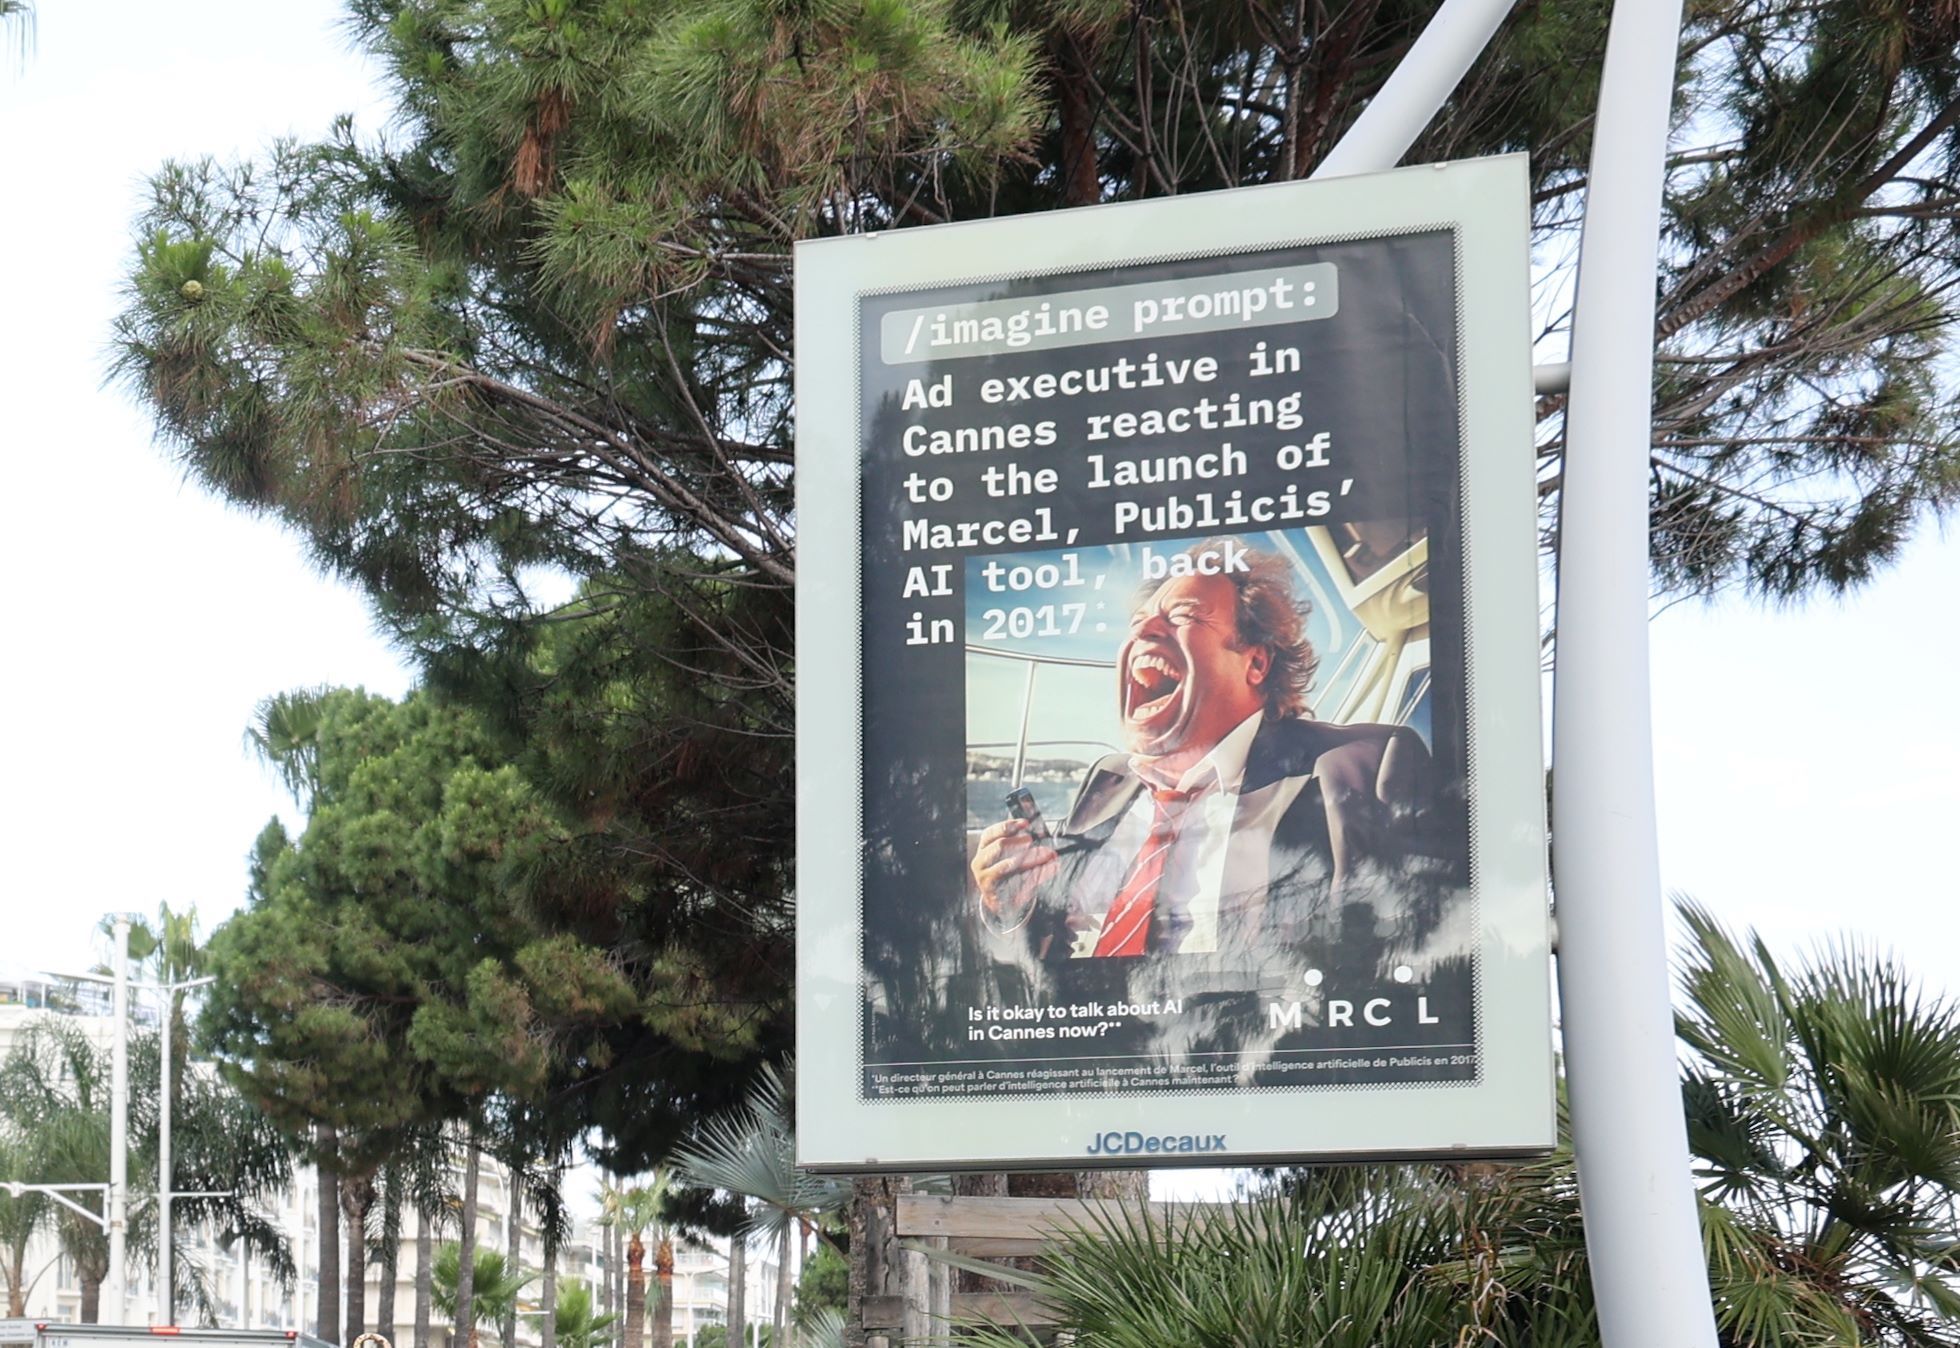 /imagine prompt:
Ad executive in
Cannes reacting
to the launch of
Marcel, Publicis’
AI tool, back
in 2017:*
Is it okay to talk about AI
in Cannes now?**
M RC L
*Un directeur général à Cannes réagissant au lancement de Marcel, l’outil d’intelligence artificielle de Publicis en 2017.
**Est-ce qu’on peut parler d’intelligence artificielle à Cannes maintenant?
JCDecaux